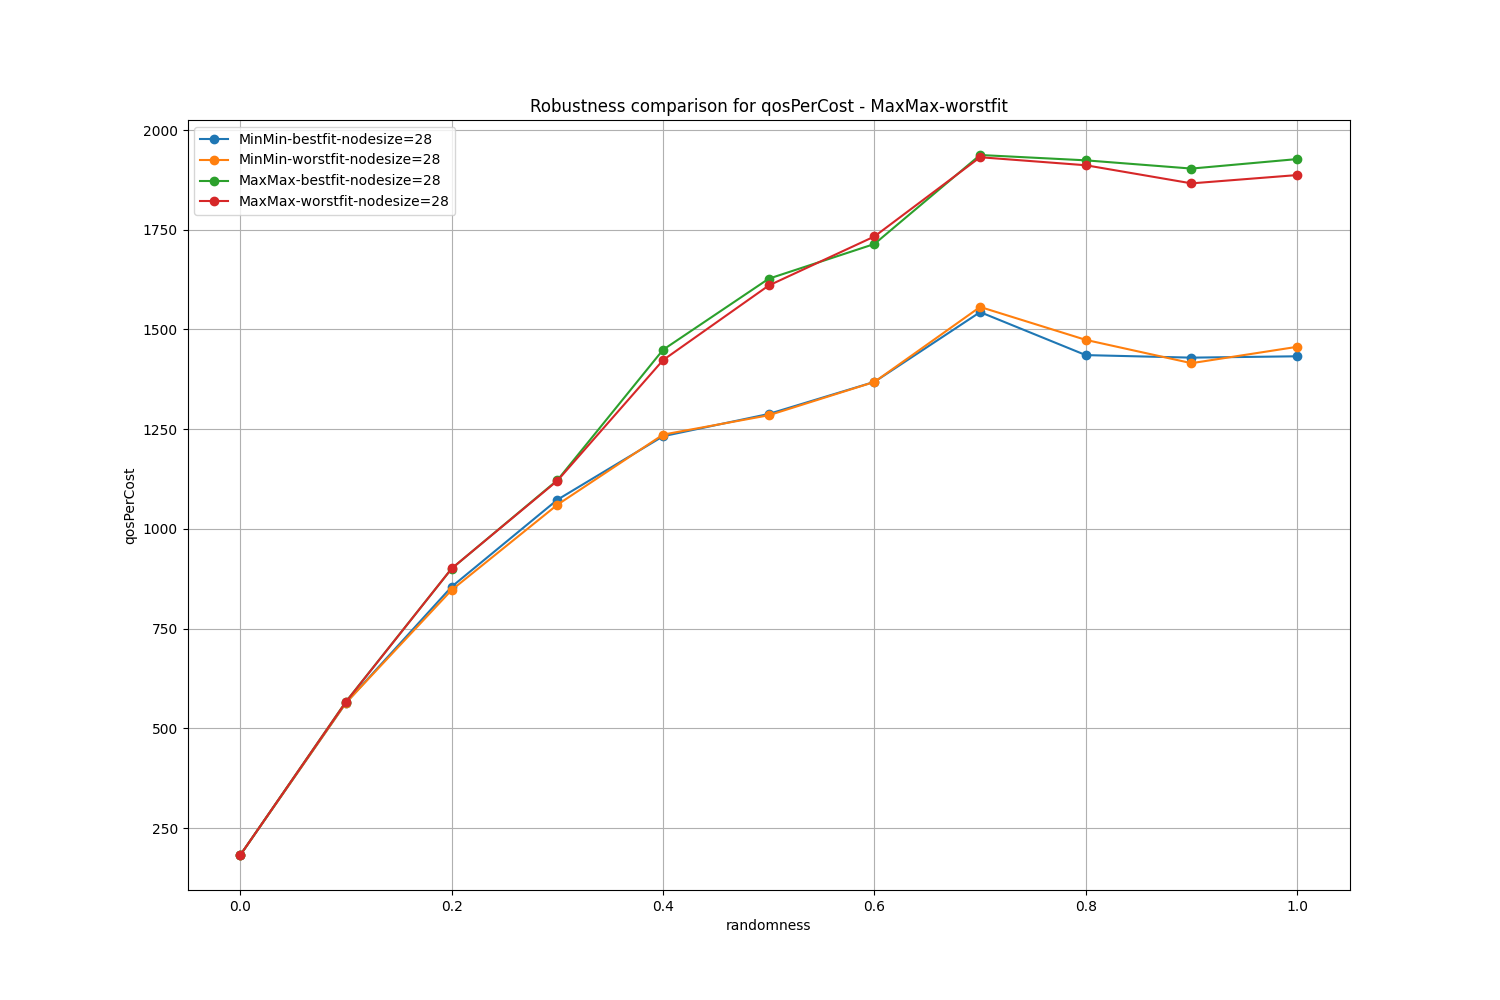 Robustness comparison for qosPerCost - MaxMax-worstfit
MinMin-bestfit-nodesize=28
MinMin-worstfit-nodesize=28
MaxMax-bestfit-nodesize=28
MaxMax-worstfit-nodesize=28
2000
1750
1500
1250
1000
750
500
250
qosPerCost
0.0 0.2 0.4 0.6 0.8 1.0
randomness